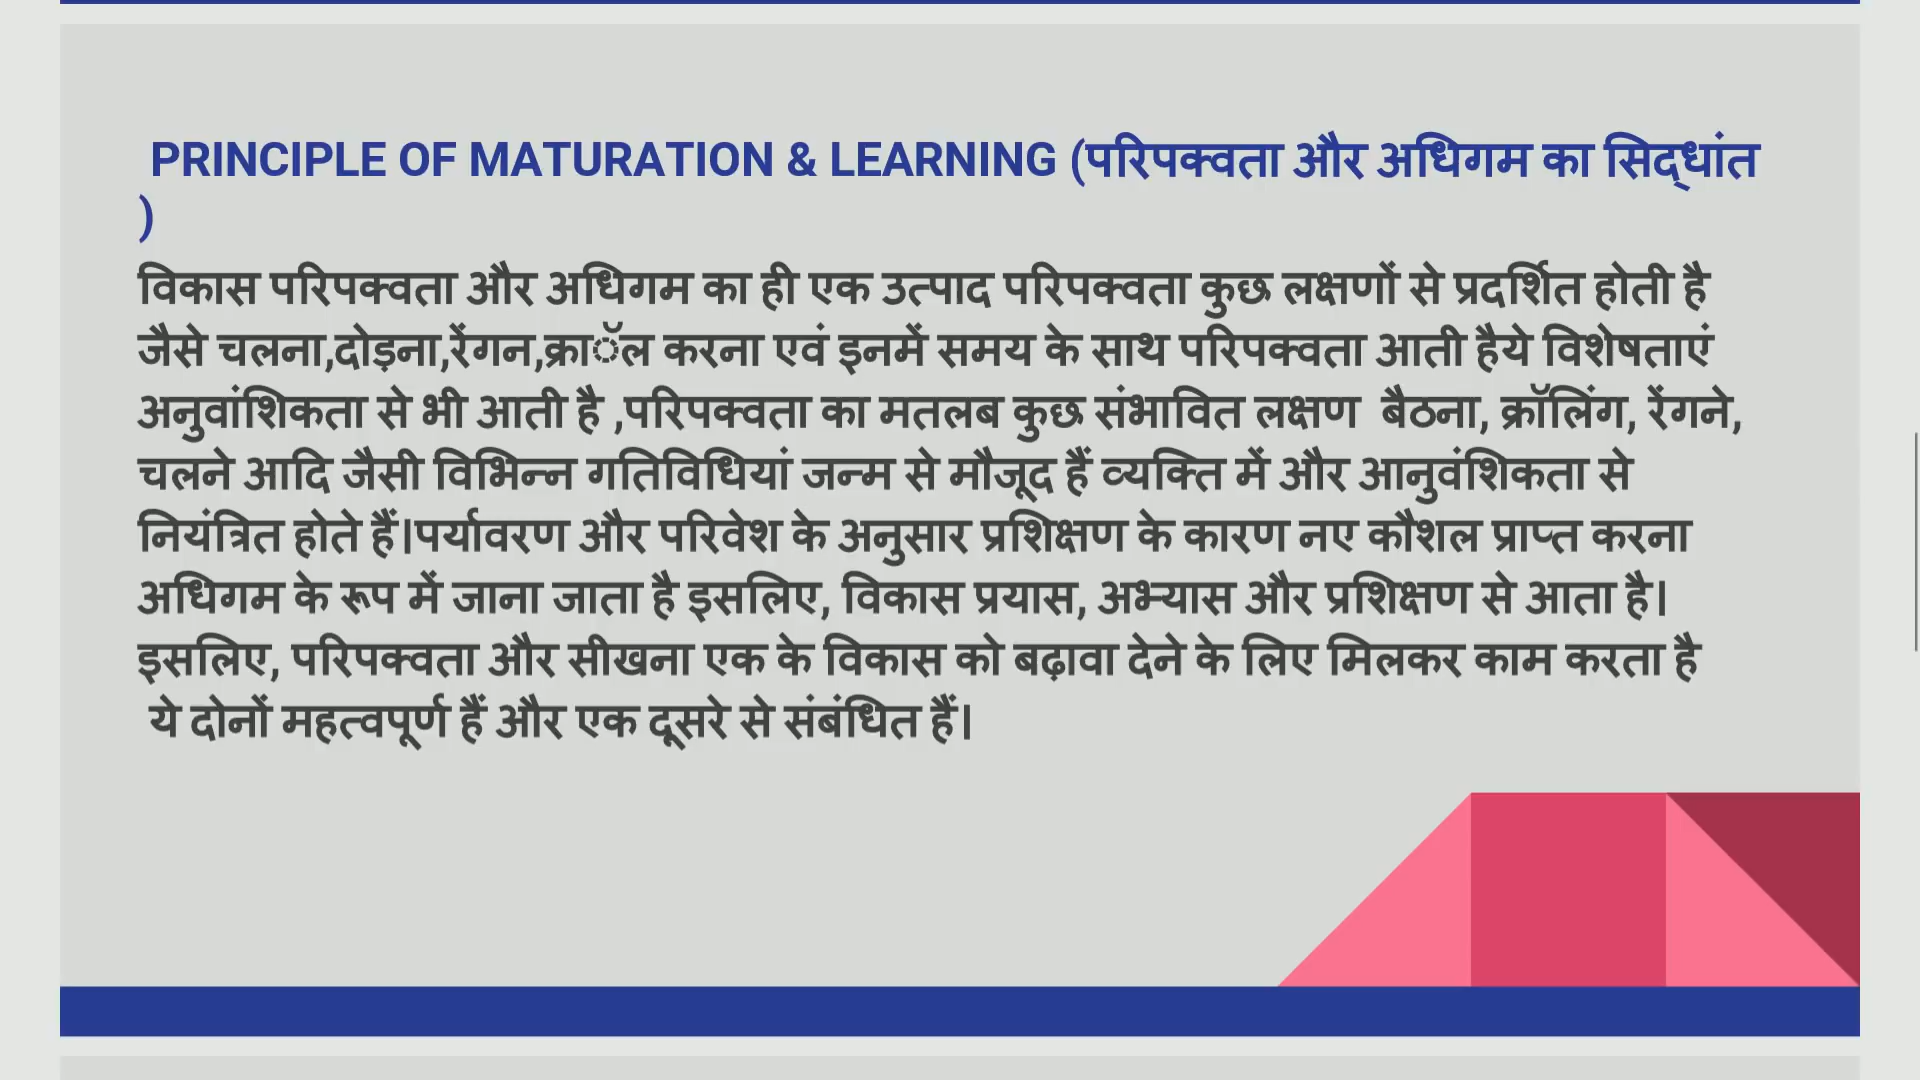 PRINCIPLE OF MATURATION & LEARNING (परिपक्वता और अधिगम का सिद्धांत
)
विकास परिपक्वता और अधिगम का ही एक उत्पाद परिपक्वता कुछ लक्षणों से प्रदर्शित होती है
जैसे चलना,दोड़ना,रेंगन,क्राॅल करना एवं इनमें समय के साथ परिपक्वता आती हैये विशेषताएं
अनुवांशिकता से भी आती है ,परिपक्वता का मतलब कुछ संभावित लक्षण  बैठना, क्रॉलिंग, रेंगने,
चलने आदि जैसी विभिन्न गतिविधियां जन्म से मौजूद हैं व्यक्ति में और आनुवंशिकता से
नियंत्रित होते हैं|पर्यावरण और परिवेश के अनुसार प्रशिक्षण के कारण नए कौशल प्राप्त करना
अधिगम के रूप में जाना जाता है इसलिए, विकास प्रयास, अभ्यास और प्रशिक्षण से आता है।
इसलिए, परिपक्वता और सीखना एक के विकास को बढ़ावा देने के लिए मिलकर काम करता है
ये दोनों महत्वपूर्ण हैं और एक दूसरे से संबंधित हैं।